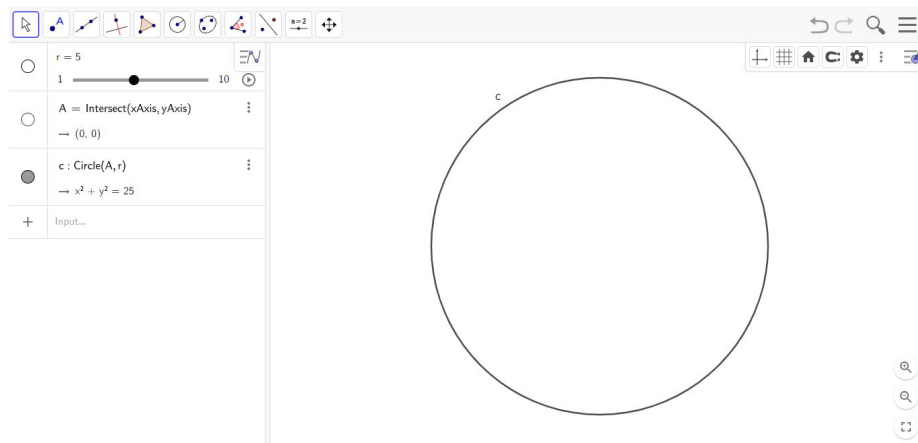 A
a=2
r = 5
1 10
A = Intersect(xAxis, yAxis)
→ (0, 0)
c : Circle(A, r)
→ x² + y² = 25
+ Input...
c